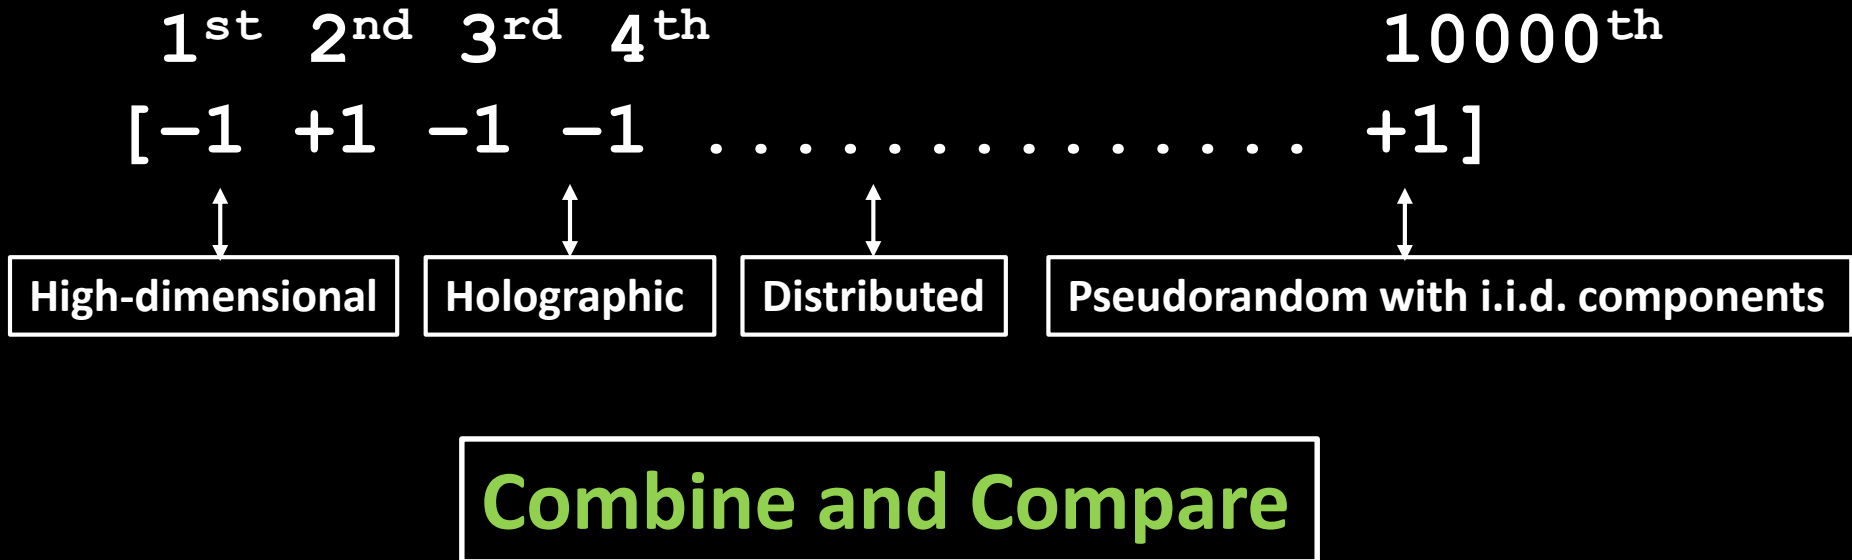 1st 2nd 3rd 4th 10000th
[−1 +1 −1 −1 . . . . . . . . . . . . . . +1]
High-dimensional Holographic Distributed Pseudorandom with i.i.d. components
Combine and Compare